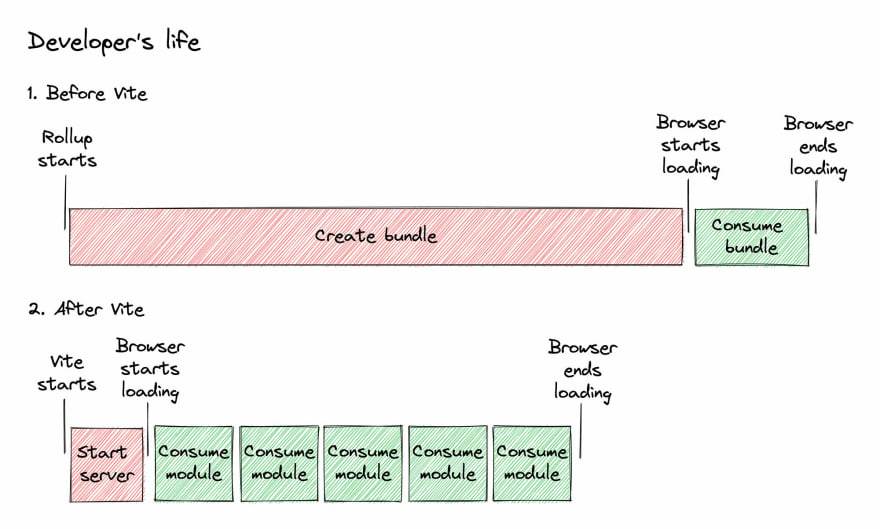 Developer's life
1. Before Vite
Rollup
starts
Browser
starts
loading
Browser
ends
loading
Create bundle
Consume
bundle
2. After Vite
Vite
starts
Browser
starts
loading
Browser
ends
loading
Start
server
Consume
module
Consume
module
Consume
module
Consume
module
Consume
module